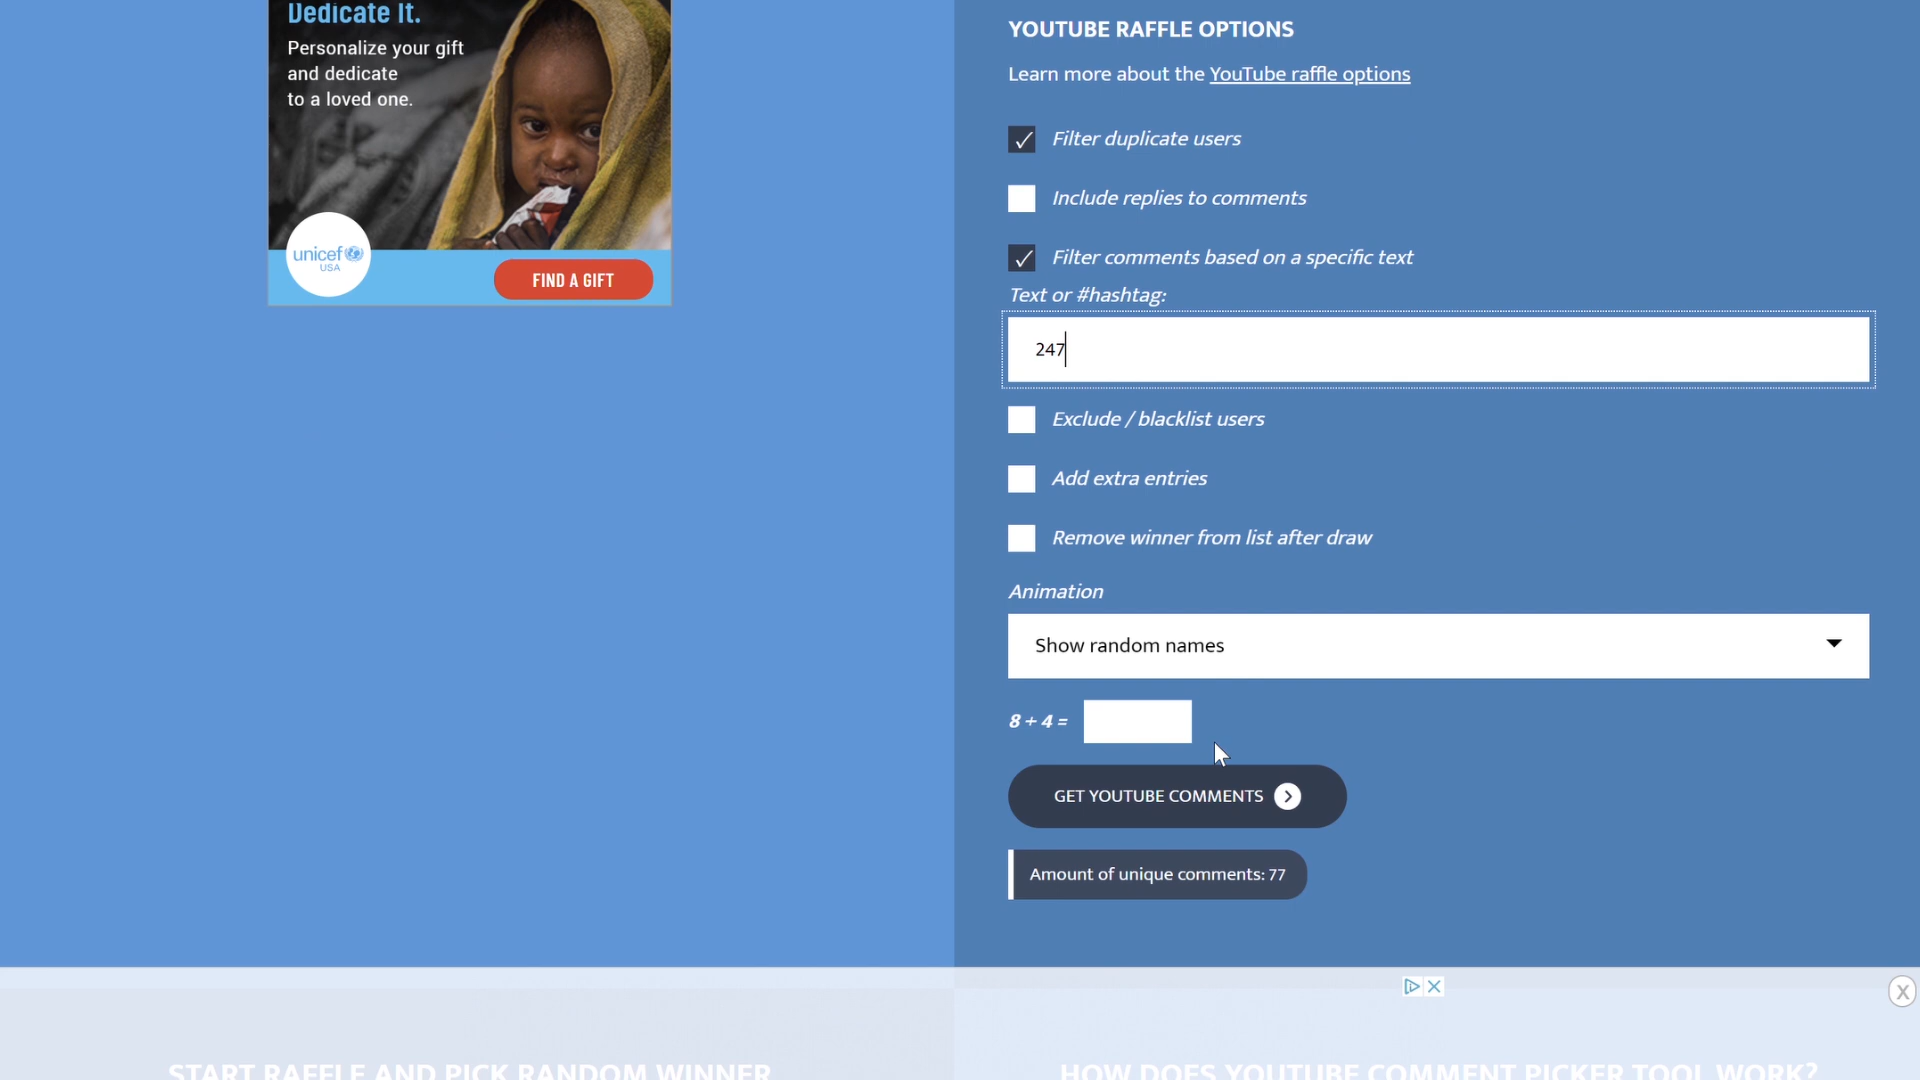 Dedicate It.
Personalize your gift
and dedicate
to a loved one.
unicef
USA
FIND A GIFT
YOUTUBE RAFFLE OPTIONS
Learn more about the YouTube raffle options
Filter duplicate users
Include replies to comments
Filter comments based on a specific text
Text or #hashtag:
247
Exclude / blacklist users
Add extra entries
Remove winner from list after draw
Animation
Show random names
8 + 4 =
GET YOUTUBE COMMENTS
Amount of unique comments: 77
X
START RAFFLE AND PICK RANDOM WINNER
HOW DOES YOUTUBE COMMENT PICKER TOOL WORK?